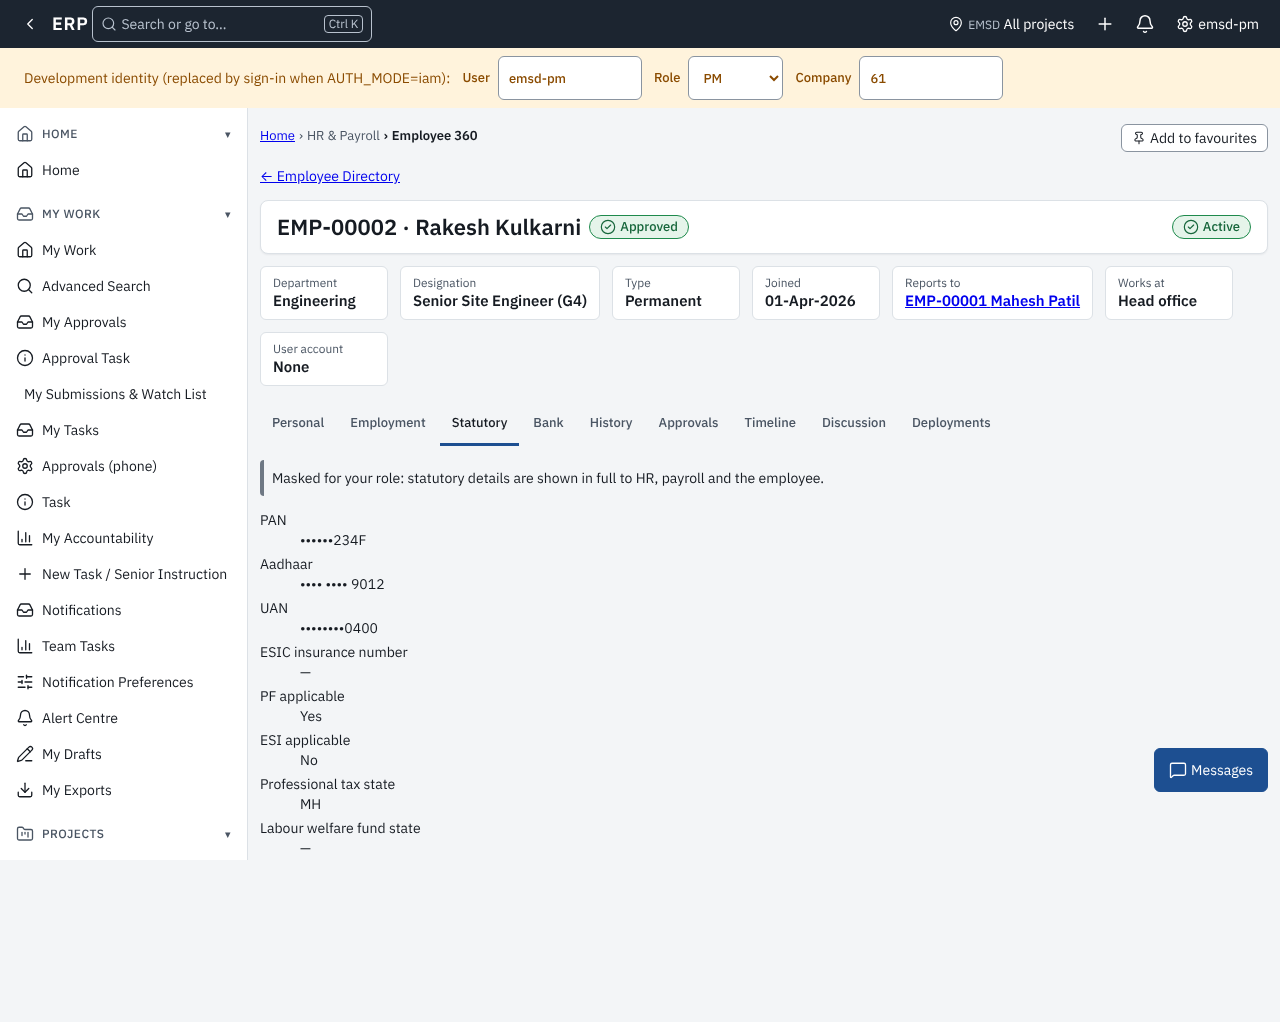 ERP
Search or go to...
Ctrl K
EMSD All projects
emsd-pm
Development identity (replaced by sign-in when AUTH_MODE=iam):
User
emsd-pm
Role
PM
Company
61
HOME
Home
MY WORK
My Work
Advanced Search
My Approvals
Approval Task
My Submissions & Watch List
My Tasks
Approvals (phone)
Task
My Accountability
New Task / Senior Instruction
Notifications
Team Tasks
Notification Preferences
Alert Centre
My Drafts
My Exports
PROJECTS
Home › HR & Payroll › Employee 360
Add to favourites
← Employee Directory
EMP-00002 · Rakesh Kulkarni
Approved
Active
Department
Engineering
Designation
Senior Site Engineer (G4)
Type
Permanent
Joined
01-Apr-2026
Reports to
EMP-00001 Mahesh Patil
Works at
Head office
User account
None
Personal
Employment
Statutory
Bank
History
Approvals
Timeline
Discussion
Deployments
Masked for your role: statutory details are shown in full to HR, payroll and the employee.
PAN
••••••234F
Aadhaar
•••• •••• 9012
UAN
••••••••0400
ESIC insurance number
—
PF applicable
Yes
ESI applicable
No
Professional tax state
MH
Labour welfare fund state
—
Messages